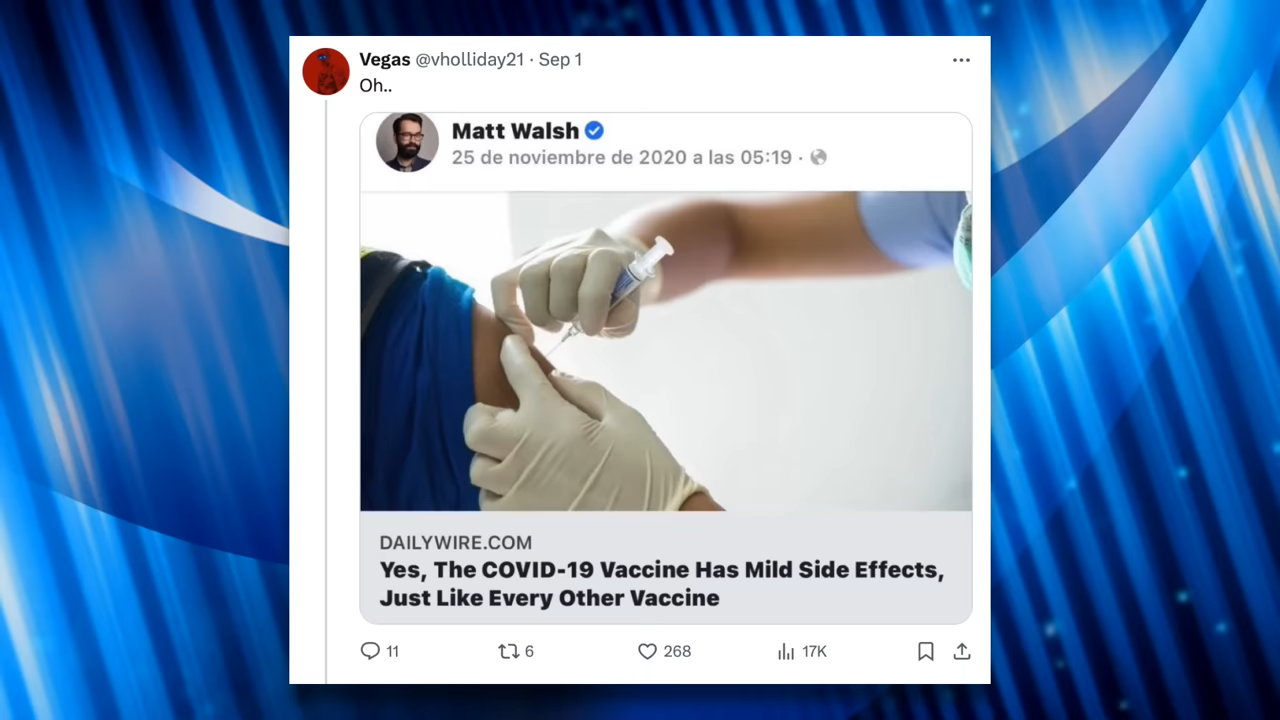 Vegas @vholliday21 · Sep 1
Oh..
Matt Walsh
25 de noviembre de 2020 a las 05:19 ·
DAILYWIRE.COM
Yes, The COVID-19 Vaccine Has Mild Side Effects,
Just Like Every Other Vaccine
11 6 268 17K